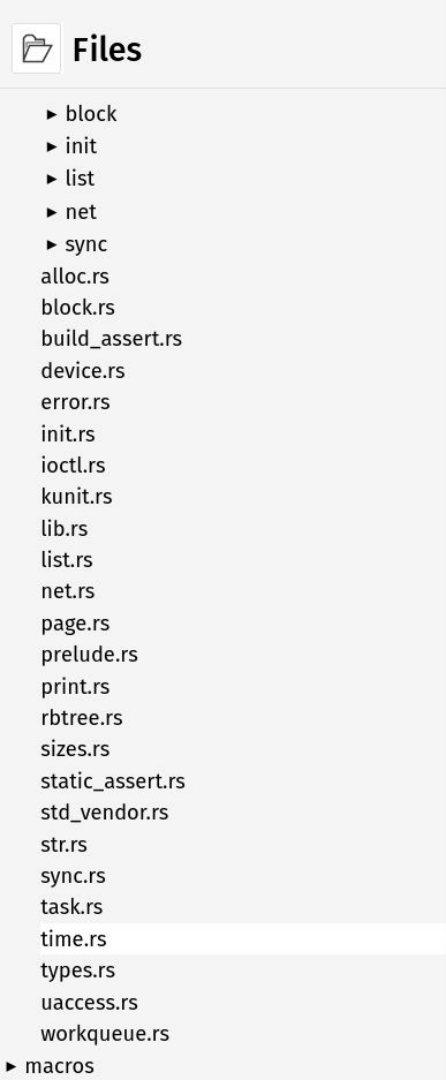 Files
block
init
list
net
sync
alloc.rs
block.rs
build_assert.rs
device.rs
error.rs
init.rs
ioctl.rs
kunit.rs
lib.rs
list.rs
net.rs
page.rs
prelude.rs
print.rs
rbtree.rs
sizes.rs
static_assert.rs
std_vendor.rs
str.rs
sync.rs
task.rs
time.rs
types.rs
uaccess.rs
workqueue.rs
macros